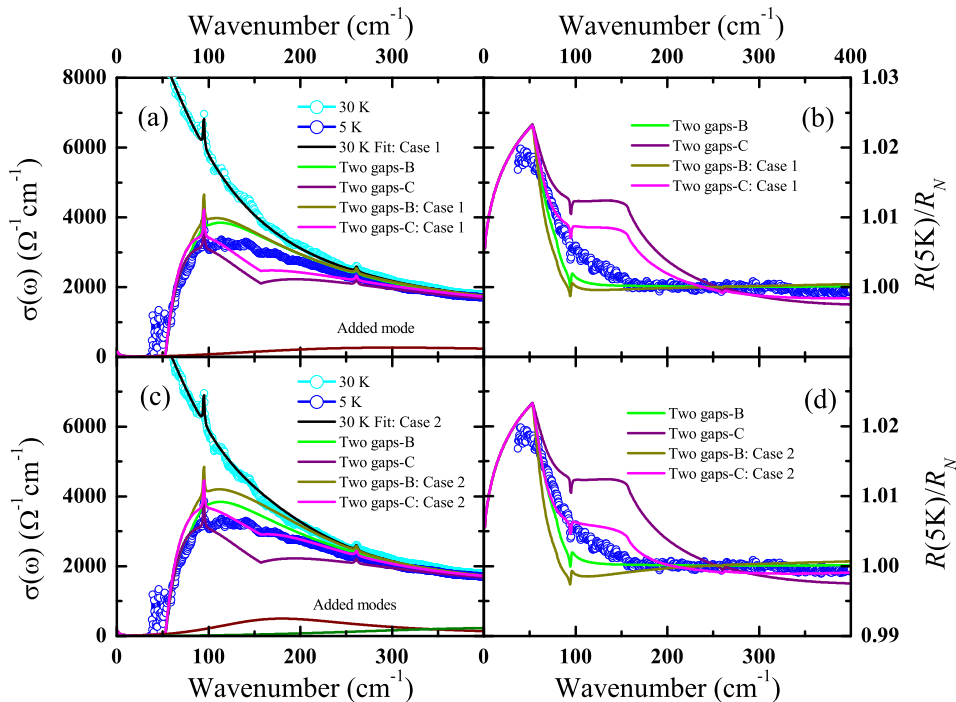 Wavenumber (cm⁻¹) Wavenumber (cm⁻¹)
0 100 200 300 0 100 200 300 400
8000
6000
4000
2000
0
σ(ω) (Ω⁻¹cm⁻¹)
(a)
30 K
5 K
30 K Fit: Case 1
Two gaps-B
Two gaps-C
Two gaps-B: Case 1
Two gaps-C: Case 1
Added mode
(b)
Two gaps-B
Two gaps-C
Two gaps-B: Case 1
Two gaps-C: Case 1
1.03
1.02
1.01
1.00
R(5K)/R_N
6000
4000
2000
0
σ(ω) (Ω⁻¹cm⁻¹)
(c)
30 K
5 K
30 K Fit: Case 2
Two gaps-B
Two gaps-C
Two gaps-B: Case 2
Two gaps-C: Case 2
Added modes
(d)
Two gaps-B
Two gaps-C
Two gaps-B: Case 2
Two gaps-C: Case 2
1.02
1.01
1.00
0.99
R(5K)/R_N
0 100 200 300 0 100 200 300 400
Wavenumber (cm⁻¹) Wavenumber (cm⁻¹)